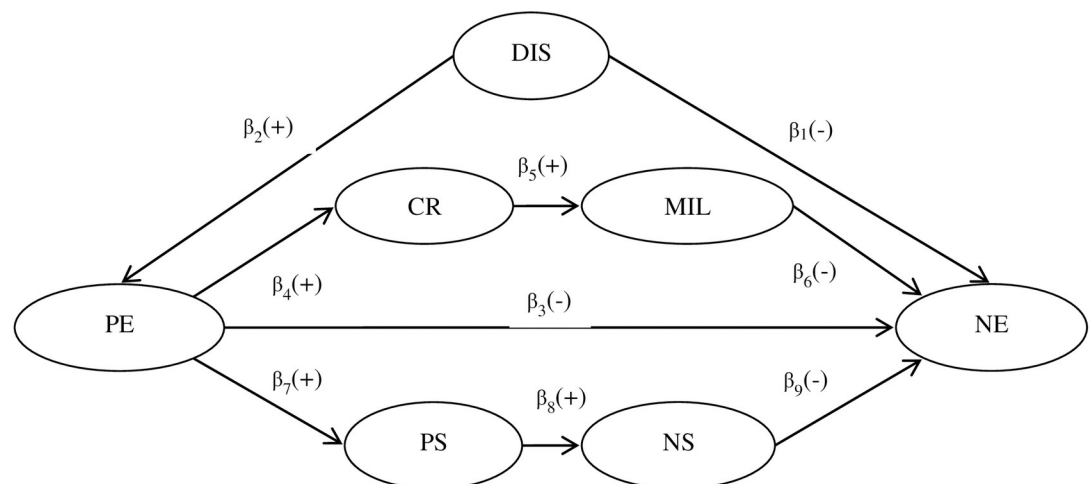 DIS
β2(+)
β1(-)
β5(+)
CR
MIL
β4(+)
β3(-)
β6(-)
PE
NE
β7(+)
β8(+)
β9(-)
PS
NS